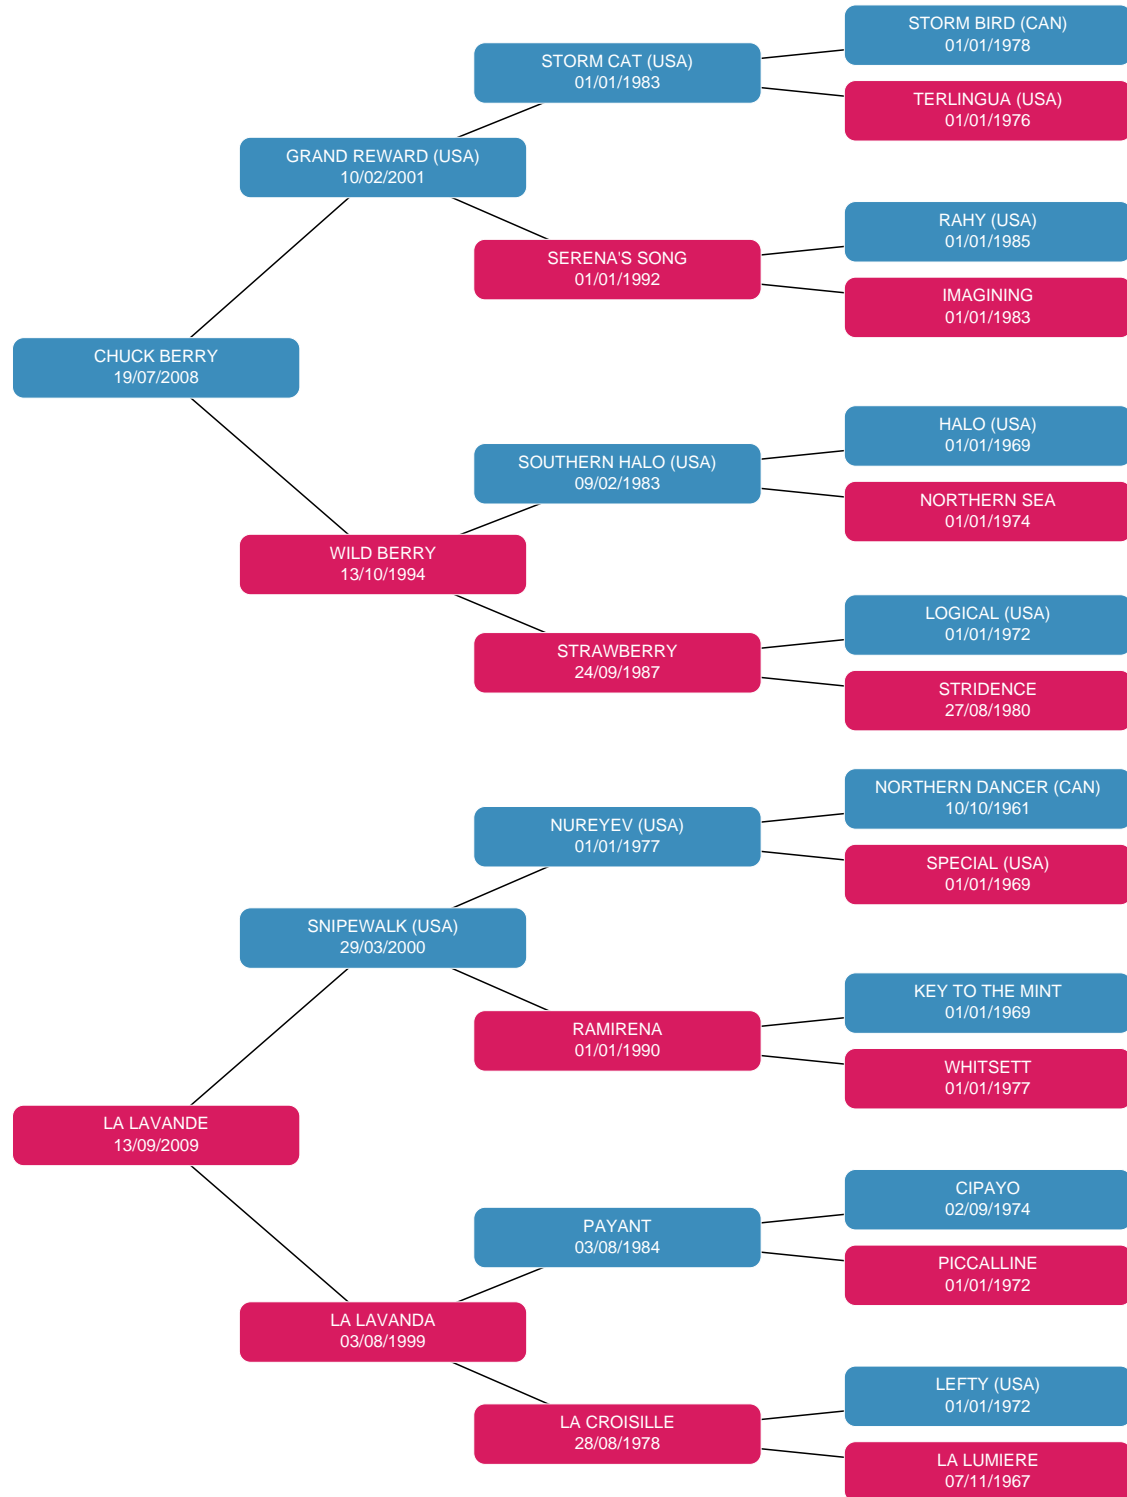 STORM BIRD (CAN)
01/01/1978
STORM CAT (USA)
01/01/1983
TERLINGUA (USA)
01/01/1976
GRAND REWARD (USA)
10/02/2001
RAHY (USA)
01/01/1985
SERENA'S SONG
01/01/1992
IMAGINING
01/01/1983
CHUCK BERRY
19/07/2008
HALO (USA)
01/01/1969
SOUTHERN HALO (USA)
09/02/1983
NORTHERN SEA
01/01/1974
WILD BERRY
13/10/1994
LOGICAL (USA)
01/01/1972
STRAWBERRY
24/09/1987
STRIDENCE
27/08/1980
NORTHERN DANCER (CAN)
10/10/1961
NUREYEV (USA)
01/01/1977
SPECIAL (USA)
01/01/1969
SNIPEWALK (USA)
29/03/2000
KEY TO THE MINT
01/01/1969
RAMIRENA
01/01/1990
WHITSETT
01/01/1977
LA LAVANDE
13/09/2009
CIPAYO
02/09/1974
PAYANT
03/08/1984
PICCALLINE
01/01/1972
LA LAVANDA
03/08/1999
LEFTY (USA)
01/01/1972
LA CROISILLE
28/08/1978
LA LUMIERE
07/11/1967